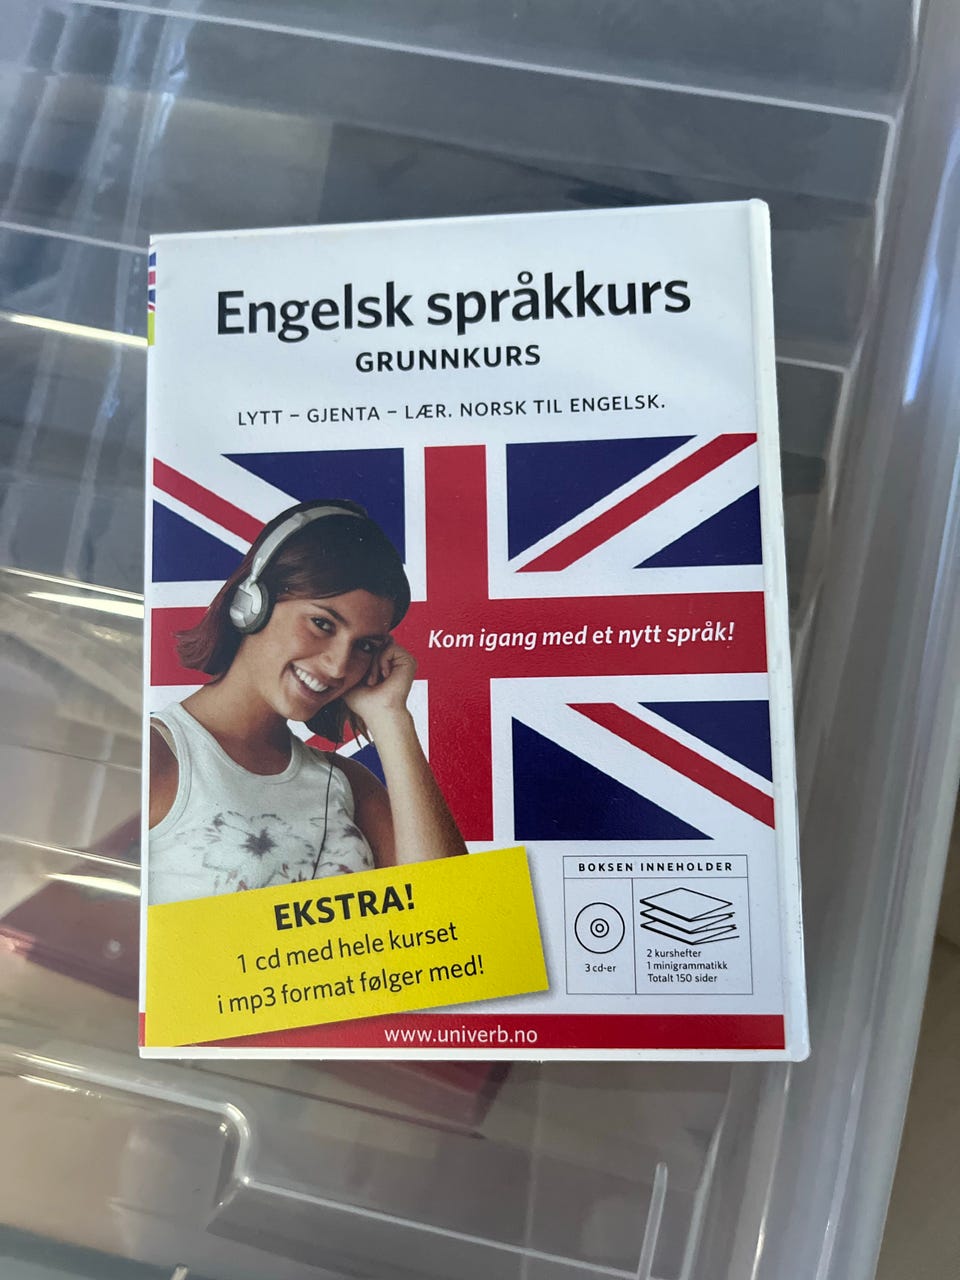 Engelsk språkkurs
GRUNNKURS
LYTT – GJENTA – LÆR. NORSK TIL ENGELSK.
Kom igang med et nytt språk!
EKSTRA!
1 cd med hele kurset
i mp3 format følger med!
BOKSEN INNEHOLDER
3 cd-er
2 kurshefter
1 minigrammatikk
Totalt 150 sider
www.univerb.no